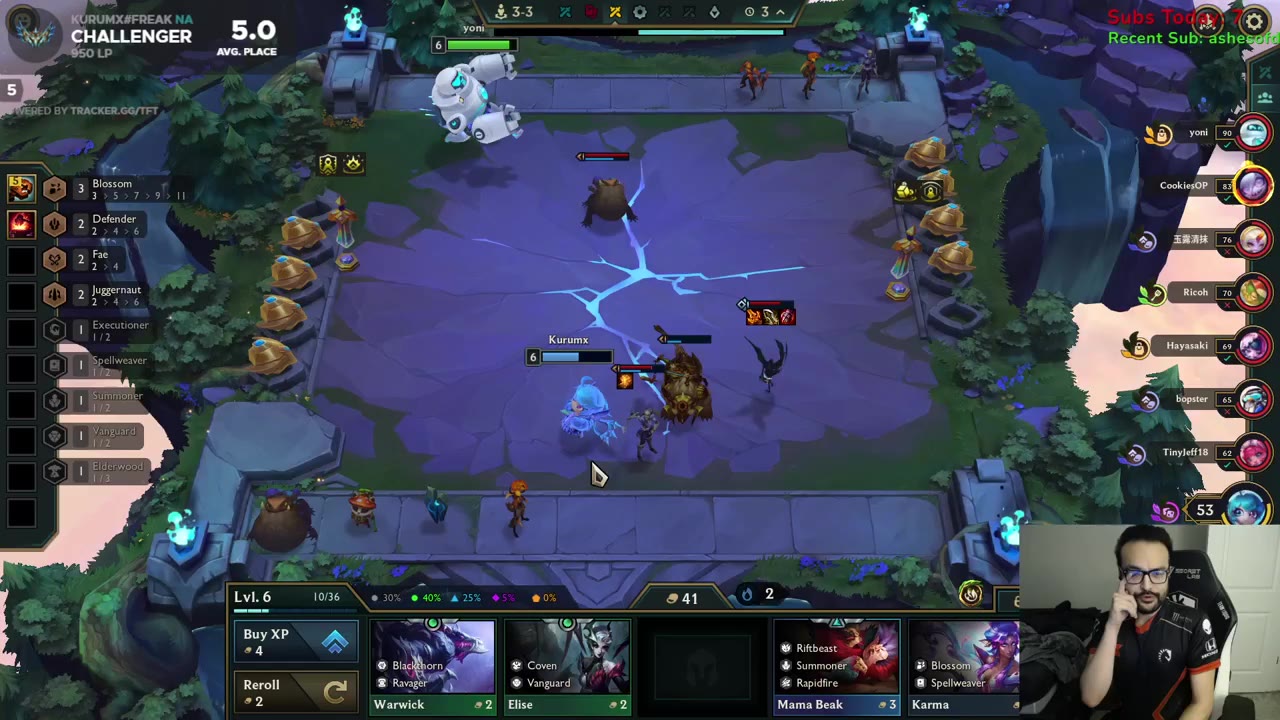 KURUMX#FREAK NA
CHALLENGER
950 LP
5.0
AVG. PLACE
5
POWERED BY TRACKER.GG/TFT
3-3
3
Subs Today: 7
Recent Sub: ashesofd
yoni
6
yoni 90
CookiesOP 83
玉露清抹 76
Ricoh 70
Hayasaki 69
bopster 65
TinyJeff18 62
53
3 Blossom
3 > 5 > 7 > 9 > 11
2 Defender
2 > 4 > 6
2 Fae
2 > 4
2 Juggernaut
2 > 4 > 6
1 Executioner
1 / 2
1 Spellweaver
1 / 2
1 Summoner
1 / 2
1 Vanguard
1 / 2
1 Elderwood
1 / 3
Kurumx
6
Lvl. 6 10/36
30% 40% 25% 5% 0%
41
2
Buy XP
4
Reroll
2
Blackthorn
Ravager
Warwick 2
Coven
Vanguard
Elise 2
Riftbeast
Summoner
Rapidfire
Mama Beak 3
Blossom
Spellweaver
Karma
SECRET LAB
HONDA